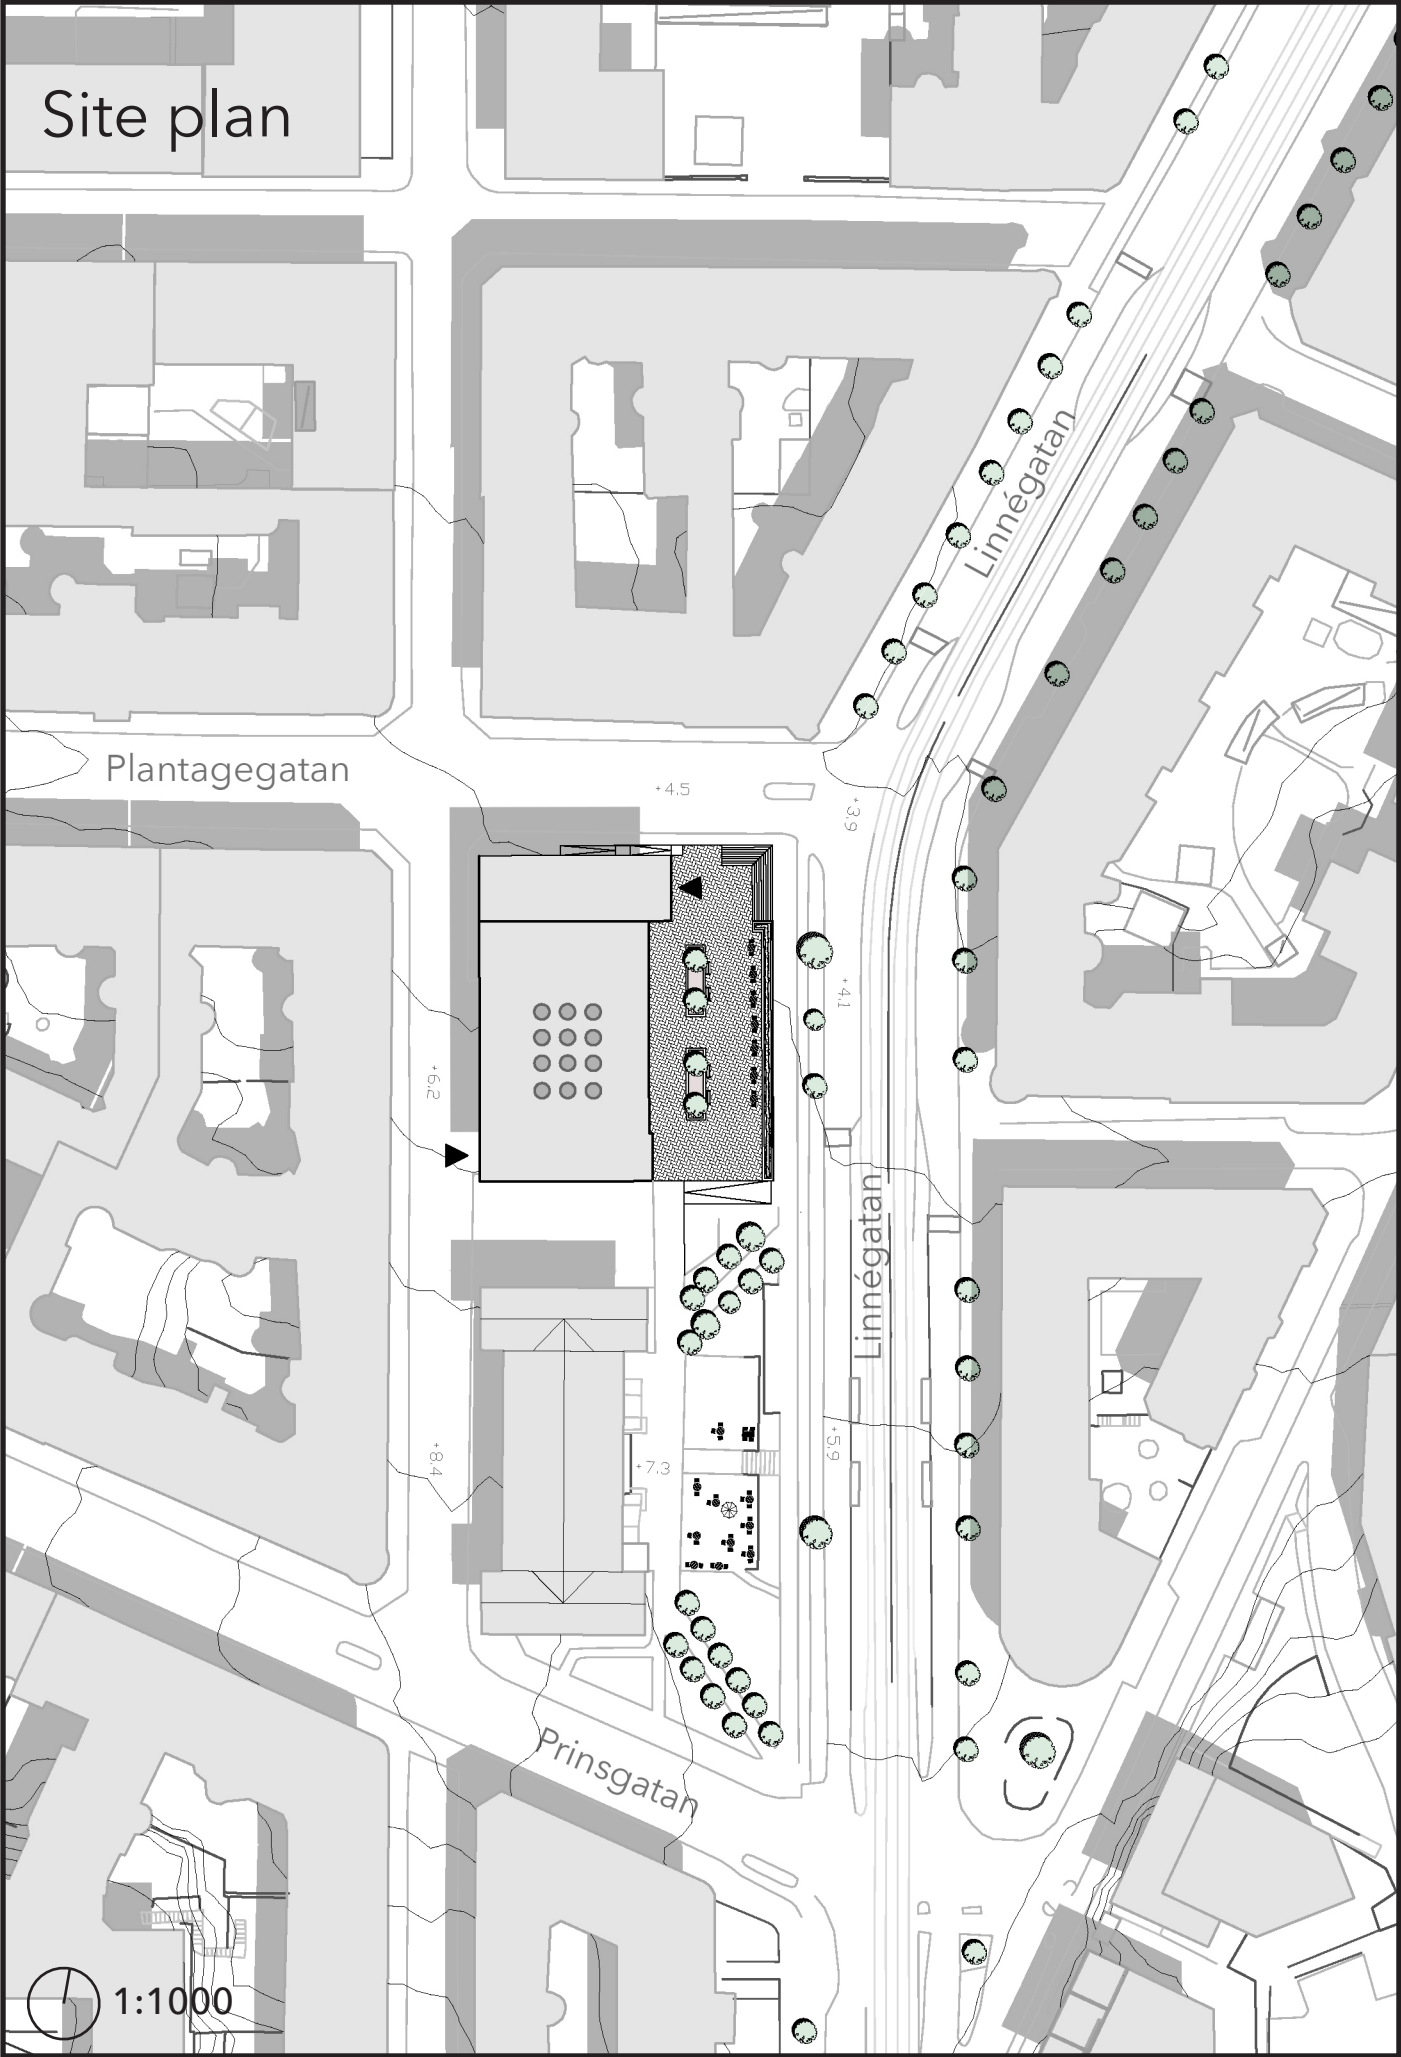 Site plan
Linnégatan
Plantagegatan
+4.5
+3.9
+4.1
+6.2
Linnégatan
+8.4
+7.3
+5.9
Prinsgatan
1:1000